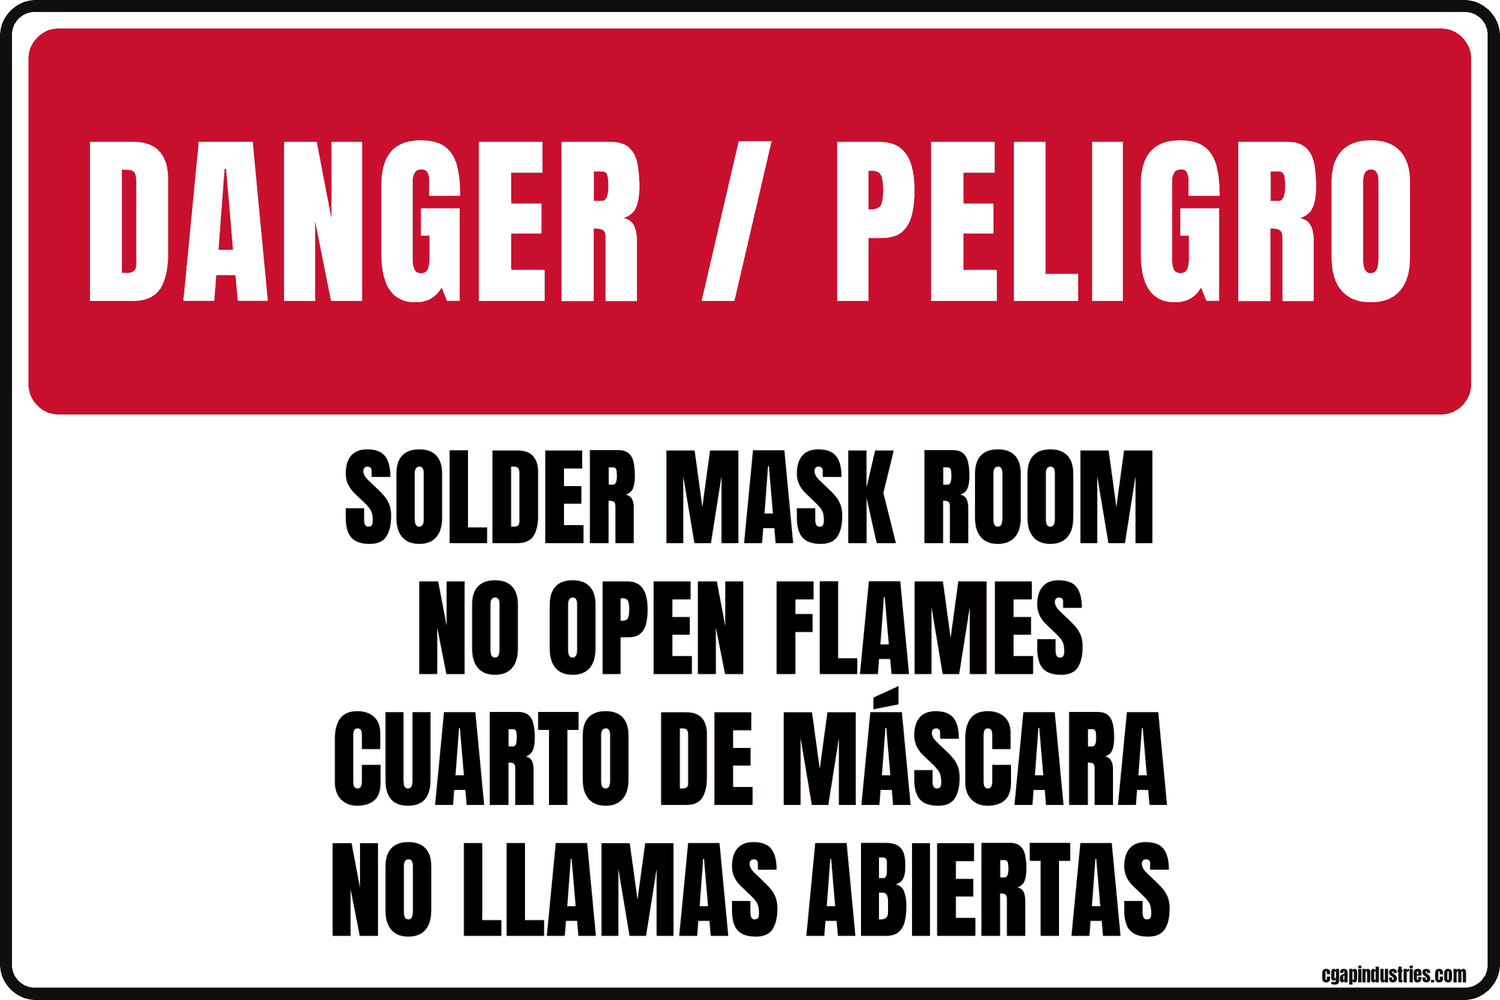 DANGER / PELIGRO
SOLDER MASK ROOM
NO OPEN FLAMES
CUARTO DE MÁSCARA
NO LLAMAS ABIERTAS
cgapindustries.com